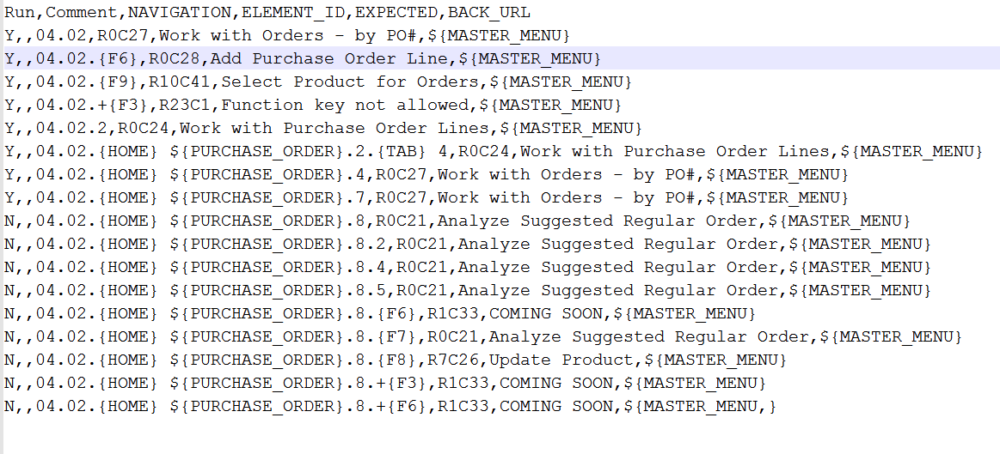 Run,Comment,NAVIGATION,ELEMENT_ID,EXPECTED,BACK_URL
Y,,04.02,R0C27,Work with Orders - by PO#,${MASTER_MENU}
Y,,04.02.{F6},R0C28,Add Purchase Order Line,${MASTER_MENU}
Y,,04.02.{F9},R10C41,Select Product for Orders,${MASTER_MENU}
Y,,04.02.+{F3},R23C1,Function key not allowed,${MASTER_MENU}
Y,,04.02.2,R0C24,Work with Purchase Order Lines,${MASTER_MENU}
Y,,04.02.{HOME} ${PURCHASE_ORDER}.2.{TAB} 4,R0C24,Work with Purchase Order Lines,${MASTER_MENU}
Y,,04.02.{HOME} ${PURCHASE_ORDER}.4,R0C27,Work with Orders - by PO#,${MASTER_MENU}
Y,,04.02.{HOME} ${PURCHASE_ORDER}.7,R0C27,Work with Orders - by PO#,${MASTER_MENU}
N,,04.02.{HOME} ${PURCHASE_ORDER}.8,R0C21,Analyze Suggested Regular Order,${MASTER_MENU}
N,,04.02.{HOME} ${PURCHASE_ORDER}.8.2,R0C21,Analyze Suggested Regular Order,${MASTER_MENU}
N,,04.02.{HOME} ${PURCHASE_ORDER}.8.4,R0C21,Analyze Suggested Regular Order,${MASTER_MENU}
N,,04.02.{HOME} ${PURCHASE_ORDER}.8.5,R0C21,Analyze Suggested Regular Order,${MASTER_MENU}
N,,04.02.{HOME} ${PURCHASE_ORDER}.8.{F6},R1C33,COMING SOON,${MASTER_MENU}
N,,04.02.{HOME} ${PURCHASE_ORDER}.8.{F7},R0C21,Analyze Suggested Regular Order,${MASTER_MENU}
N,,04.02.{HOME} ${PURCHASE_ORDER}.8.{F8},R7C26,Update Product,${MASTER_MENU}
N,,04.02.{HOME} ${PURCHASE_ORDER}.8.+{F3},R1C33,COMING SOON,${MASTER_MENU}
N,,04.02.{HOME} ${PURCHASE_ORDER}.8.+{F6},R1C33,COMING SOON,${MASTER_MENU,}